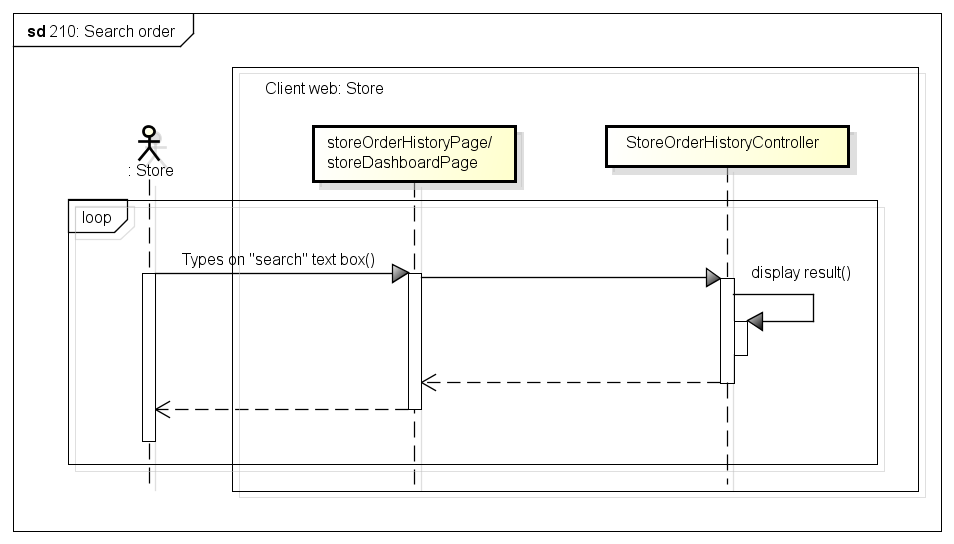 sd 210: Search order
Client web: Store
: Store
storeOrderHistoryPage/
storeDashboardPage
StoreOrderHistoryController
loop
Types on "search" text box()
display result()